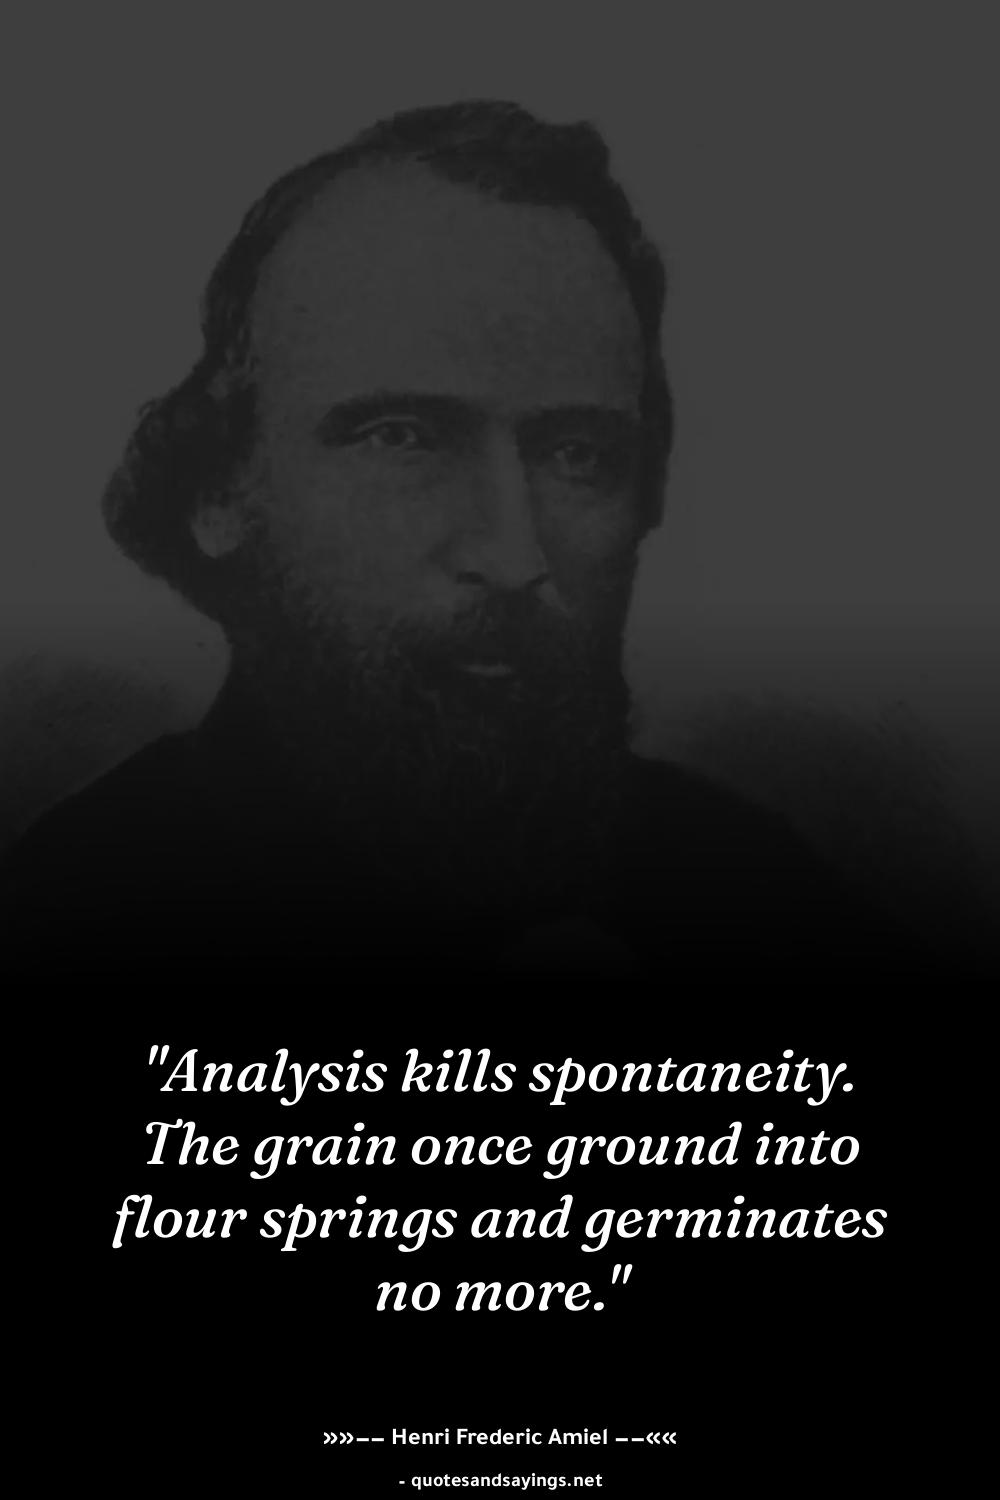 "Analysis kills spontaneity.
The grain once ground into
flour springs and germinates
no more."
»»−− Henri Frederic Amiel −−««
- quotesandsayings.net